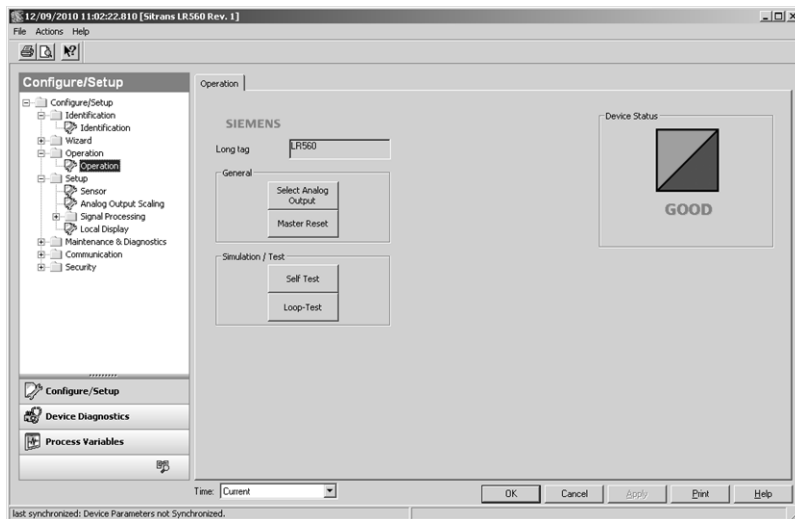 12/09/2010 11:02:22.810 [Sitrans LR560 Rev. 1]
File Actions Help
Configure/Setup
Configure/Setup
Identification
Identification
Wizard
Operation
Operation
Setup
Sensor
Analog Output Scaling
Signal Processing
Local Display
Maintenance & Diagnostics
Communication
Security
Configure/Setup
Device Diagnostics
Process Variables
Operation
SIEMENS
Long tag LR560
General
Select Analog
Output
Master Reset
Simulation / Test
Self Test
Loop-Test
Device Status
GOOD
Time: Current
OK Cancel Apply Print Help
last synchronized: Device Parameters not Synchronized.